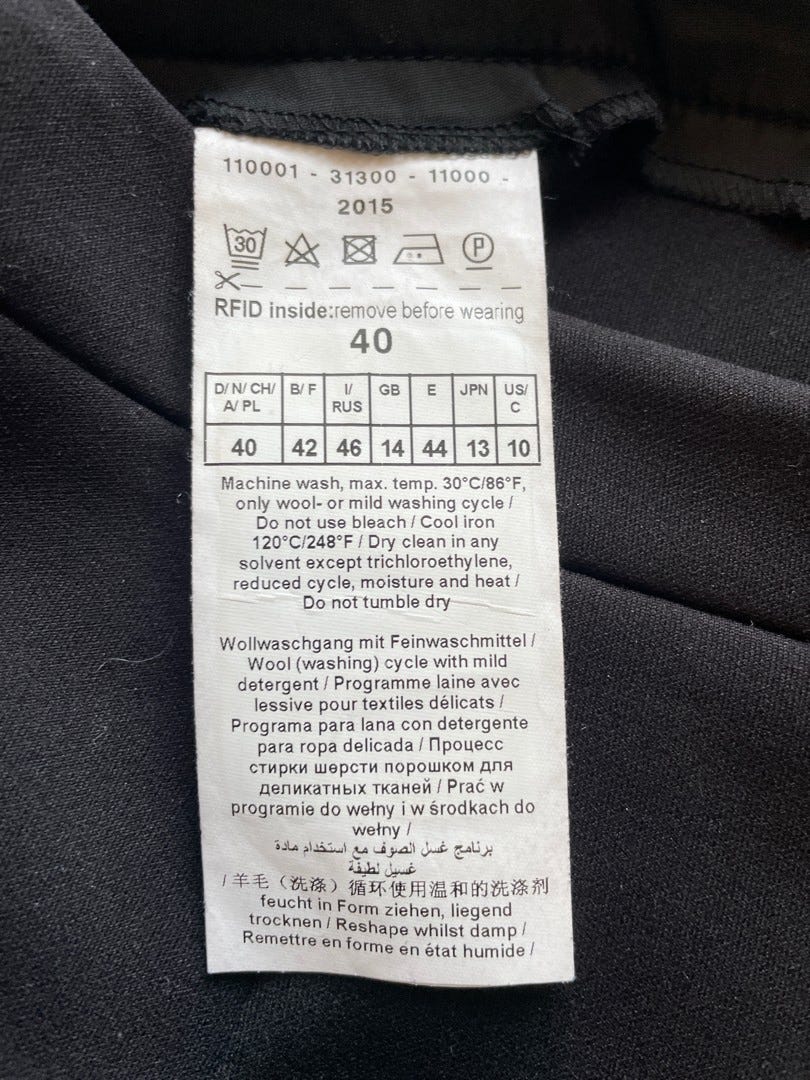 110001 - 31300 - 11000 -
2015
30 P
RFID inside:remove before wearing
40
D/ N/ CH/ A/ PL B/ F I/ RUS GB E JPN US/ C
40 42 46 14 44 13 10
Machine wash, max. temp. 30°C/86°F,
only wool- or mild washing cycle /
Do not use bleach / Cool iron
120°C/248°F / Dry clean in any
solvent except trichloroethylene,
reduced cycle, moisture and heat /
Do not tumble dry
Wollwaschgang mit Feinwaschmittel /
Wool (washing) cycle with mild
detergent / Programme laine avec
lessive pour textiles délicats /
Programa para lana con detergente
para ropa delicada / Процесс
стирки шерсти порошком для
деликатных тканей / Prać w
programie do wełny i w środkach do
wełny /
برنامج غسل الصوف مع استخدام مادة
غسيل لطيفة
/ 羊毛（洗涤）循环使用温和的洗涤剂
feucht in Form ziehen, liegend
trocknen / Reshape whilst damp /
Remettre en forme en état humide /